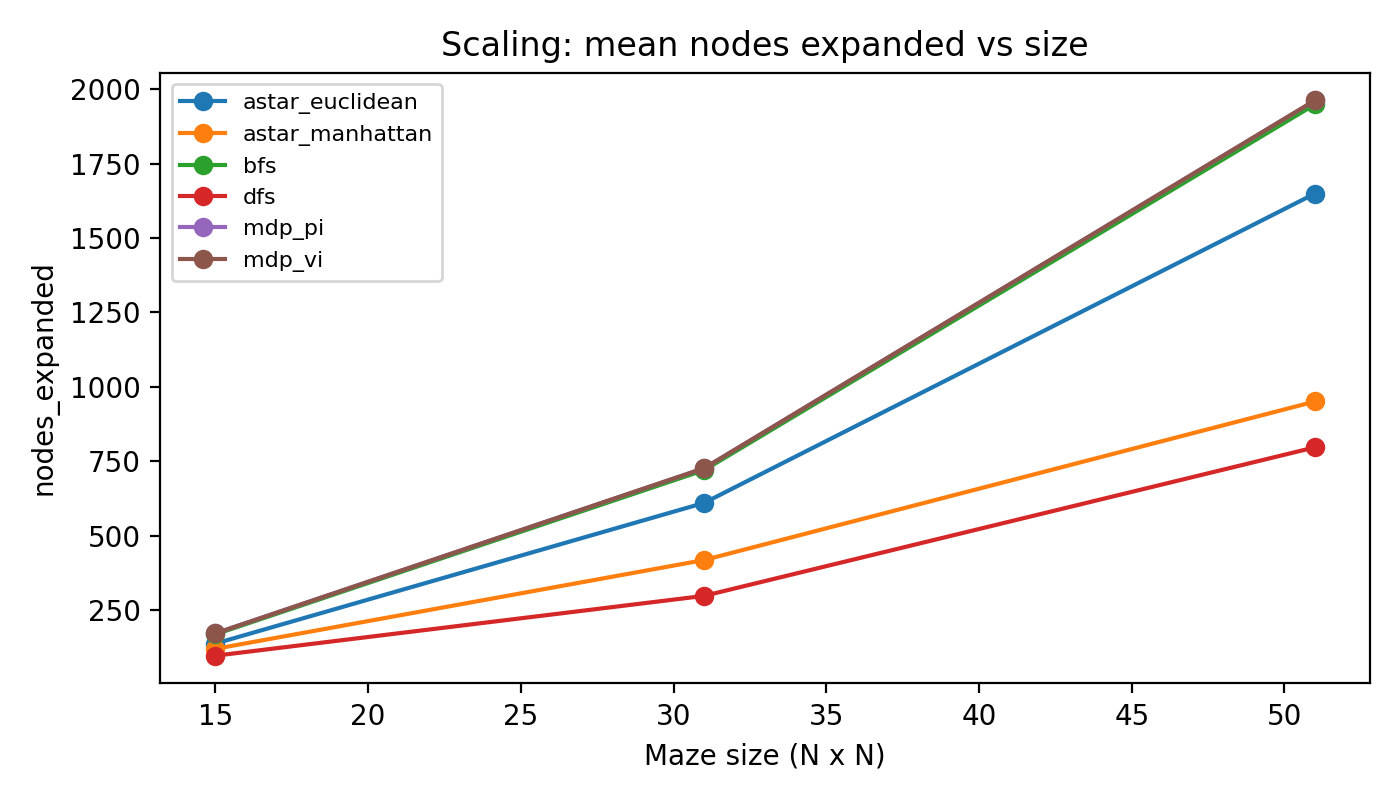 Scaling: mean nodes expanded vs size
2000
1750
1500
1250
1000
750
500
250
nodes_expanded
astar_euclidean
astar_manhattan
bfs
dfs
mdp_pi
mdp_vi
15 20 25 30 35 40 45 50
Maze size (N x N)